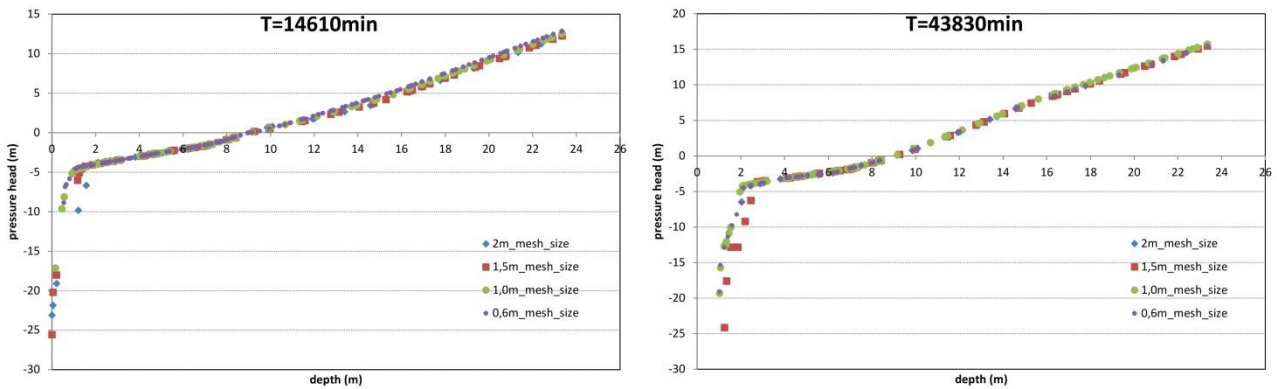 T=14610min
15
10
5
0
-5
-10
-15
-20
-25
-30
0 2 4 6 8 10 12 14 16 18 20 22 24 26
pressure head (m)
depth (m)
2m_mesh_size
1,5m_mesh_size
1,0m_mesh_size
0,6m_mesh_size
T=43830min
20
15
10
5
0
-5
-10
-15
-20
-25
-30
0 2 4 6 8 10 12 14 16 18 20 22 24 26
pressure head (m)
depth (m)
2m_mesh_size
1,5m_mesh_size
1,0m_mesh_size
0,6m_mesh_size